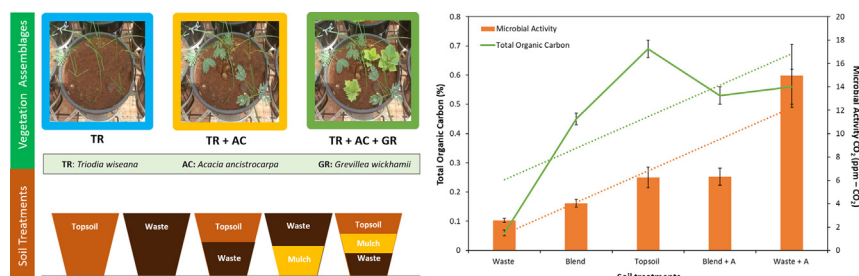 Vegetation Assemblages
TR
TR + AC
TR + AC + GR
TR: Triodia wiseana
AC: Acacia ancistrocarpa
GR: Grevillea wickhamii
Soil Treatments
Topsoil
Waste
Topsoil
Waste
Waste
Mulch
Topsoil
Mulch
Waste
Microbial Activity
Total Organic Carbon
Total Organic Carbon (%)
0.8
0.7
0.6
0.5
0.4
0.3
0.2
0.1
0
20
18
16
14
12
10
8
6
4
2
0
Microbial Activity CO₂ (ppm – CO₂)
Waste
Blend
Topsoil
Blend + A
Waste + A
Soil treatments